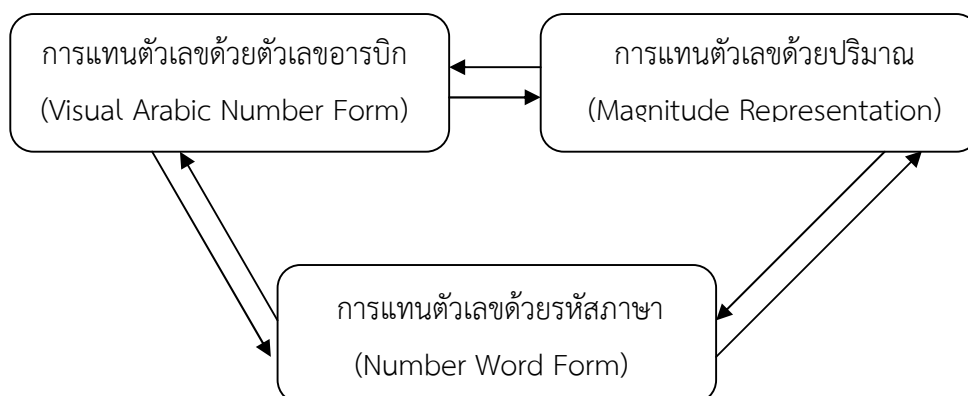 การแทนตัวเลขด้วยตัวเลขอารบิก
(Visual Arabic Number Form)
การแทนตัวเลขด้วยปริมาณ
(Magnitude Representation)
การแทนตัวเลขด้วยรหัสภาษา
(Number Word Form)